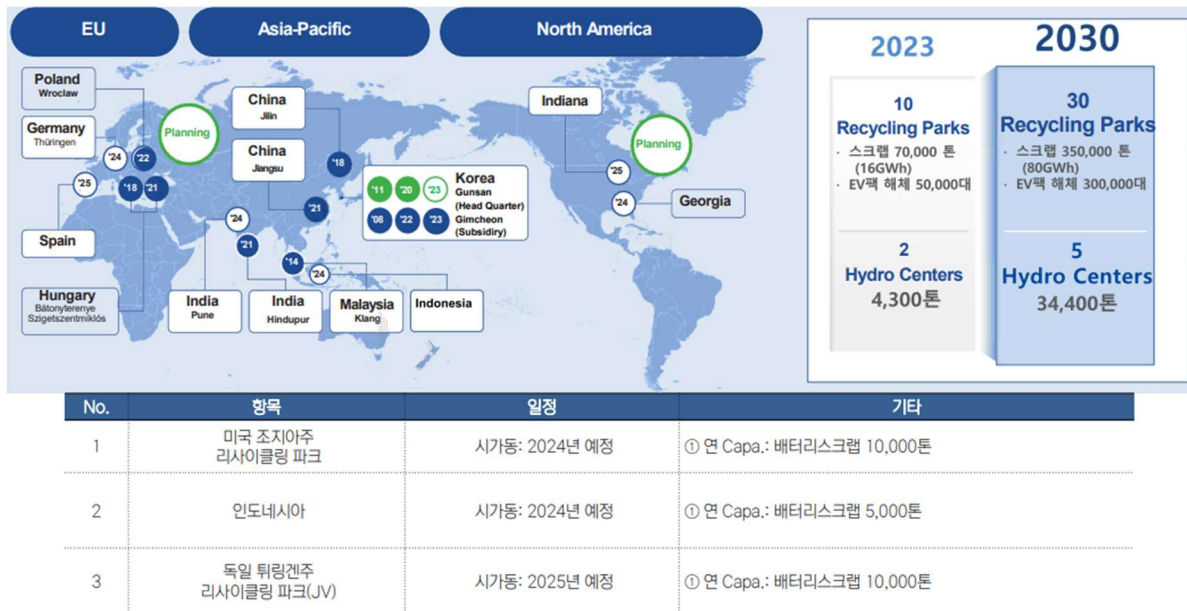 EU
Asia-Pacific
North America
Poland
Wroclaw
Germany
Thüringen
Spain
Hungary
Bátonyterenye
Szigetszentmiklós
Planning
'24
'22
'25
'18
'21
China
Jilin
China
Jiangsu
'18
'21
'24
'21
'14
'24
India
Pune
India
Hindupur
Malaysia
Klang
Indonesia
'11 '20 '23
'08 '22 '23
Korea
Gunsan
(Head Quarter)
Gimcheon
(Subsidiry)
Indiana
Planning
'25
'24
Georgia
2023
10
Recycling Parks
· 스크랩 70,000 톤
(16GWh)
· EV팩 해체 50,000대
2
Hydro Centers
4,300톤
2030
30
Recycling Parks
· 스크랩 350,000 톤
(80GWh)
· EV팩 해체 300,000대
5
Hydro Centers
34,400톤
No. 항목 일정 기타
1 미국 조지아주 시가동: 2024년 예정 ① 연 Capa.: 배터리스크랩 10,000톤
리사이클링 파크
2 인도네시아 시가동: 2024년 예정 ① 연 Capa.: 배터리스크랩 5,000톤
3 독일 튀링겐주 시가동: 2025년 예정 ① 연 Capa.: 배터리스크랩 10,000톤
리사이클링 파크(JV)